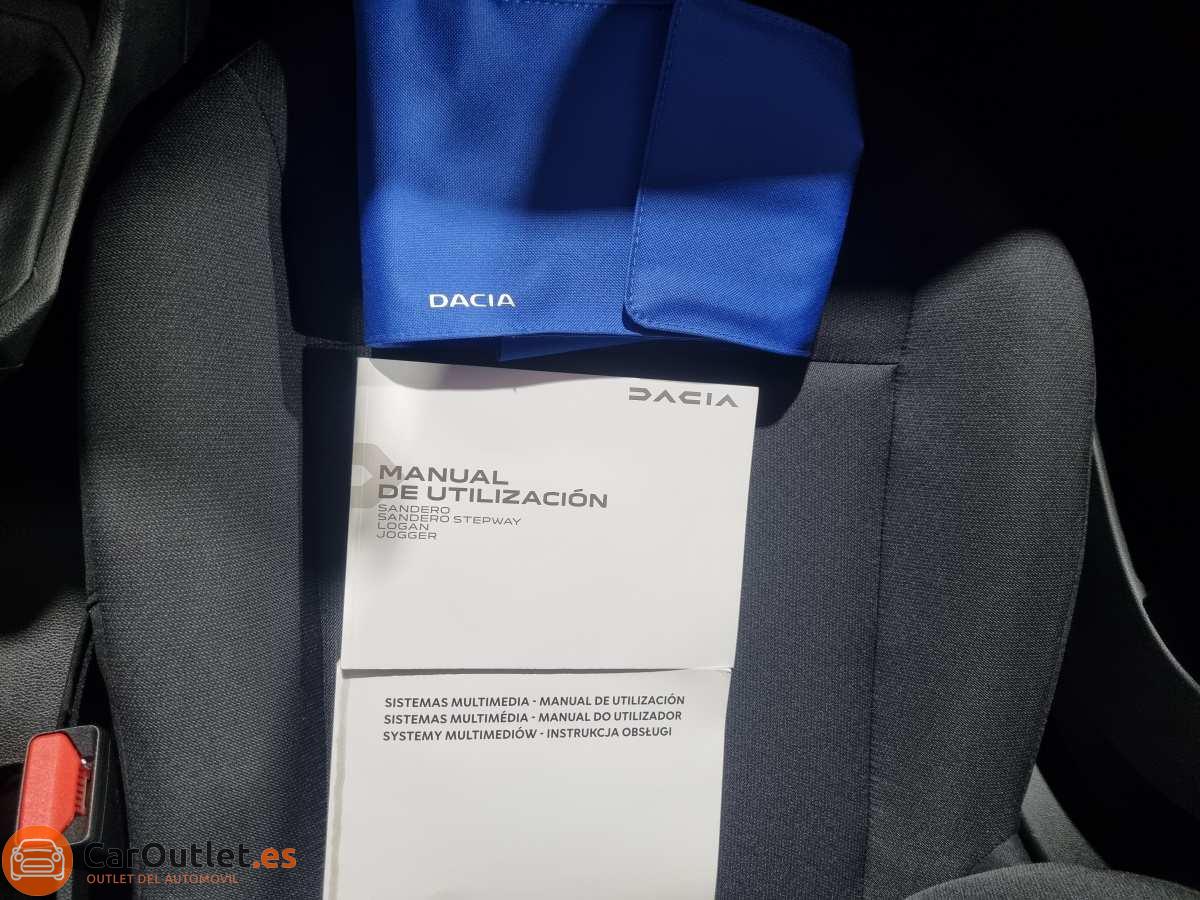 DACIA
DACIA
MANUAL
DE UTILIZACIÓN
SANDERO
SANDERO STEPWAY
LOGAN
JOGGER
SISTEMAS MULTIMEDIA - MANUAL DE UTILIZACIÓN
SISTEMAS MULTIMÉDIA - MANUAL DO UTILIZADOR
SYSTEMY MULTIMEDIÓW - INSTRUKCJA OBSŁUGI
CarOutlet.es
OUTLET DEL AUTOMOVIL